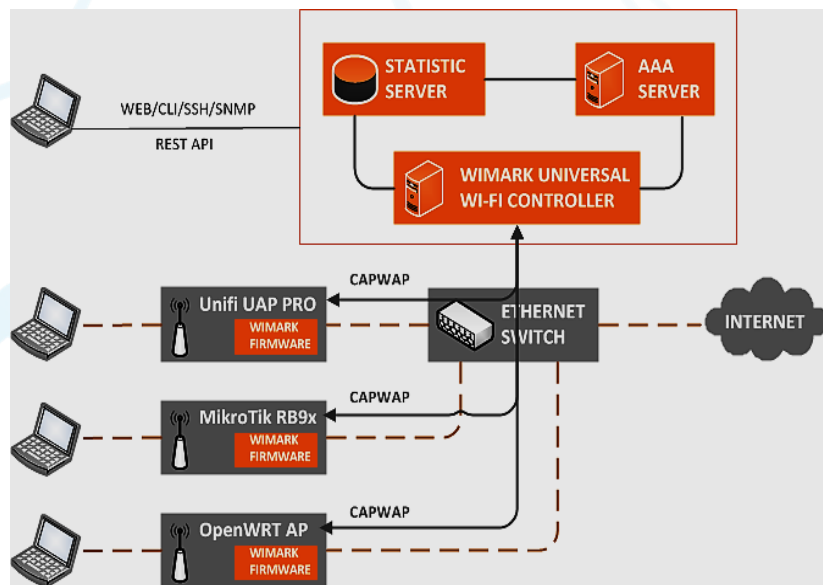 STATISTIC
SERVER
AAA
SERVER
WEB/CLI/SSH/SNMP
REST API
WIMARK UNIVERSAL
WI-FI CONTROLLER
CAPWAP
Unifi UAP PRO
WIMARK
FIRMWARE
ETHERNET
SWITCH
INTERNET
CAPWAP
MikroTik RB9x
WIMARK
FIRMWARE
CAPWAP
OpenWRT AP
WIMARK
FIRMWARE